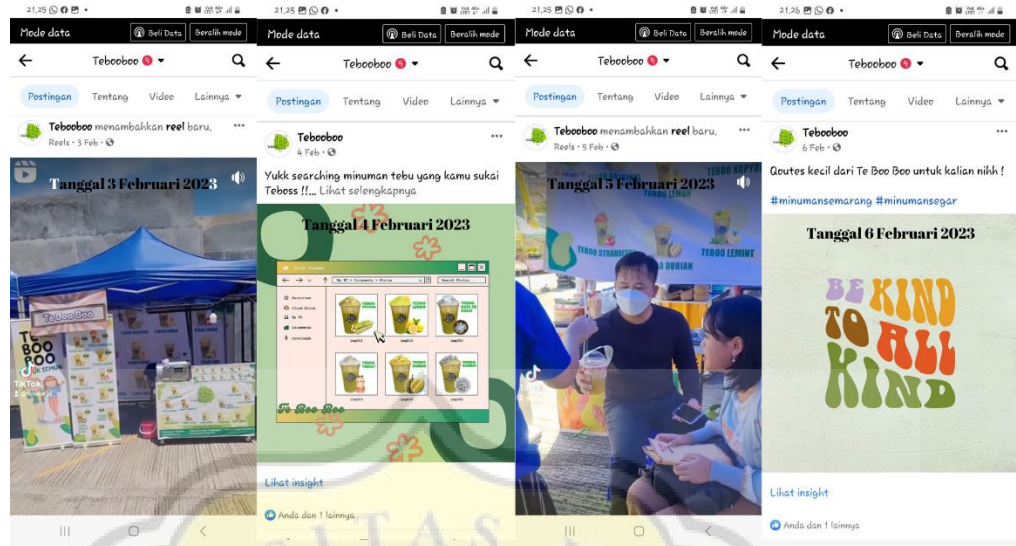 21,25
Mode data
Beli Data
Beralih mode
Tebooboo
Postingan
Tentang
Video
Lainnya
Tebooboo menambahkan reel baru.
Reels • 3 Feb •
Tanggal 3 Februari 2023
Te Boo Boo
TE
BOO
BOO
TikTok
21,25
Mode data
Beli Data
Beralih mode
Tebooboo
Postingan
Tentang
Video
Lainnya
Tebooboo
4 Feb •
Yukk searching minuman tebu yang kamu sukai
Teboss !!... Lihat selengkapnya
Tanggal 4 Februari 2023
Te Boo Boo
Lihat insight
Anda dan 1 lainnya
21,25
Mode data
Beli Data
Beralih mode
Tebooboo
Postingan
Tentang
Video
Lainnya
Tebooboo menambahkan reel baru.
Reels • 5 Feb •
Tanggal 5 Februari 2023
TEBOO ORIGINAL
TEBOO LEMON
TEBOO STRAWBERRY
DURIAN
TEBOO LEMINT
21,26
Mode data
Beli Data
Beralih mode
Tebooboo
Postingan
Tentang
Video
Lainnya
Tebooboo
6 Feb •
Qoutes kecil dari Te Boo Boo untuk kalian nihh !
#minumansemarang #minumansegar
Tanggal 6 Februari 2023
BE KIND
TO ALL
KIND
Lihat insight
Anda dan 1 lainnya